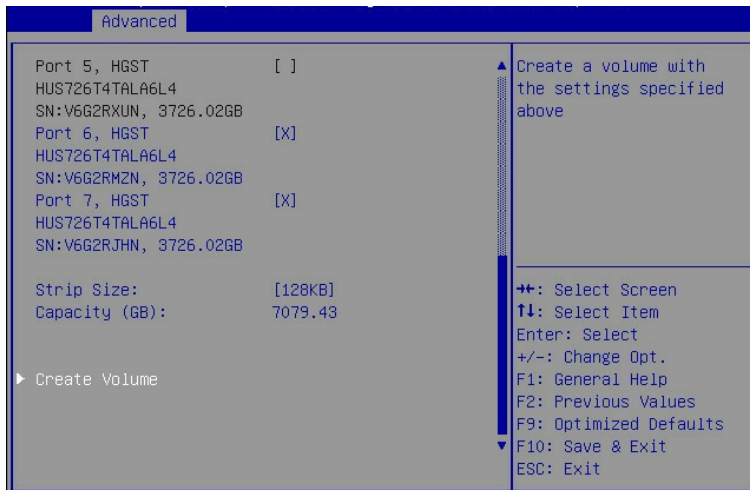 Advanced
Port 5, HGST [ ]
HUS726T4TALA6L4
SN:V6G2RXUN, 3726.02GB
Port 6, HGST [X]
HUS726T4TALA6L4
SN:V6G2RMZN, 3726.02GB
Port 7, HGST [X]
HUS726T4TALA6L4
SN:V6G2RJHN, 3726.02GB
Strip Size: [128KB]
Capacity (GB): 7079.43
Create Volume
Create a volume with
the settings specified
above
→←: Select Screen
↑↓: Select Item
Enter: Select
+/-: Change Opt.
F1: General Help
F2: Previous Values
F9: Optimized Defaults
F10: Save & Exit
ESC: Exit